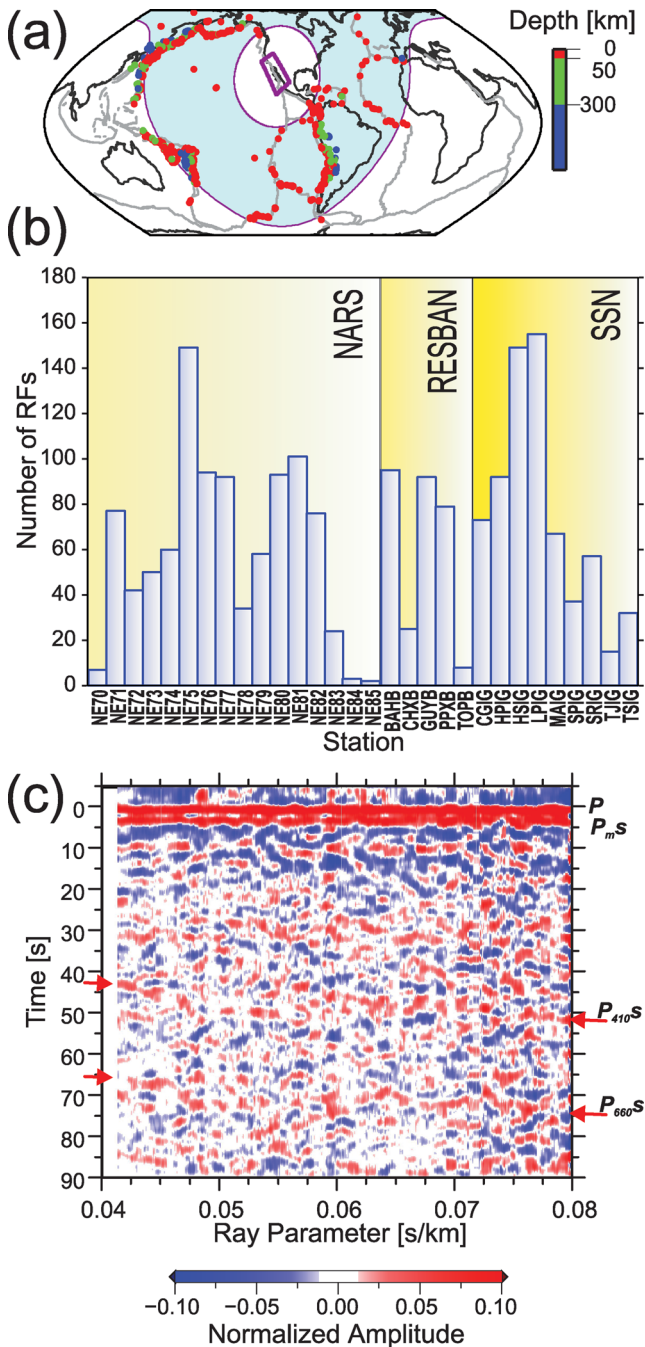 (a)
Depth [km]
0
50
300
(b)
180
160
140
120
100
80
60
40
20
0
Number of RFs
NARS
RESBAN
SSN
NE70
NE71
NE72
NE73
NE74
NE75
NE76
NE77
NE78
NE79
NE80
NE81
NE82
NE83
NE84
NE85
BAHB
CHXB
GUYB
PPXB
TOPB
CGIG
HPIG
HSIG
LPIG
MAIG
SPIG
SRIG
TJIG
TSIG
Station
(c)
0
10
20
30
40
50
60
70
80
90
Time [s]
P
Pms
P410s
P660s
0.04 0.05 0.06 0.07 0.08
Ray Parameter [s/km]
−0.10 −0.05 0.00 0.05 0.10
Normalized Amplitude